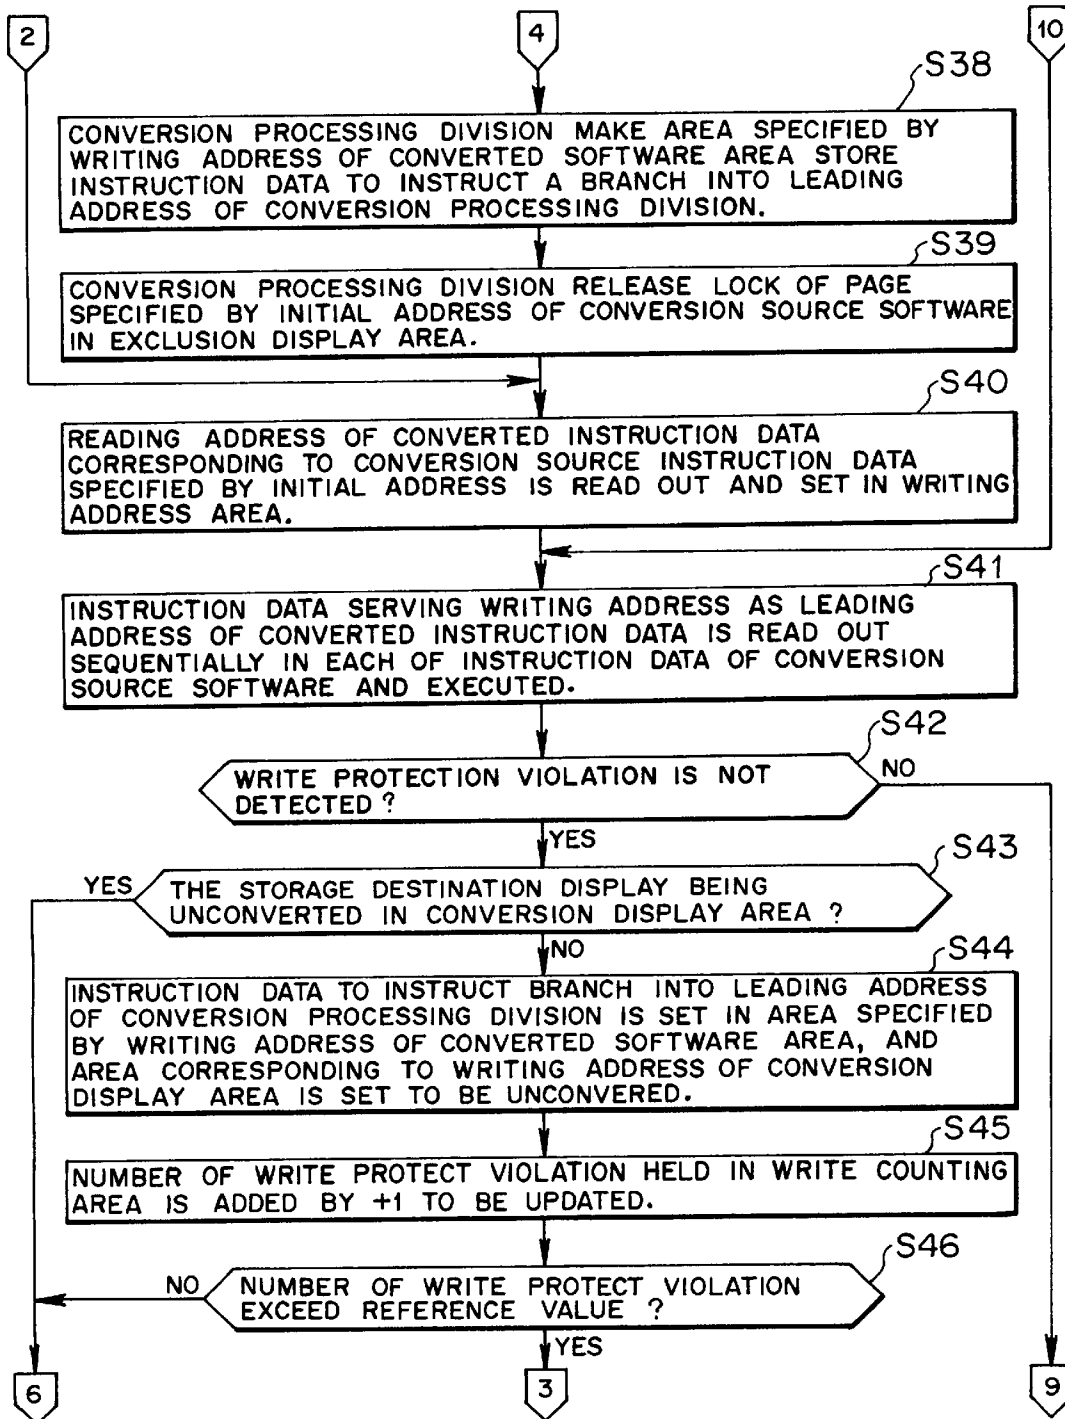 2
4
10
S38
CONVERSION PROCESSING DIVISION MAKE AREA SPECIFIED BY
WRITING ADDRESS OF CONVERTED SOFTWARE AREA STORE
INSTRUCTION DATA TO INSTRUCT A BRANCH INTO LEADING
ADDRESS OF CONVERSION PROCESSING DIVISION.
S39
CONVERSION PROCESSING DIVISION RELEASE LOCK OF PAGE
SPECIFIED BY INITIAL ADDRESS OF CONVERSION SOURCE SOFTWARE
IN EXCLUSION DISPLAY AREA.
S40
READING ADDRESS OF CONVERTED INSTRUCTION DATA
CORRESPONDING TO CONVERSION SOURCE INSTRUCTION DATA
SPECIFIED BY INITIAL ADDRESS IS READ OUT AND SET IN WRITING
ADDRESS AREA.
S41
INSTRUCTION DATA SERVING WRITING ADDRESS AS LEADING
ADDRESS OF CONVERTED INSTRUCTION DATA IS READ OUT
SEQUENTIALLY IN EACH OF INSTRUCTION DATA OF CONVERSION
SOURCE SOFTWARE AND EXECUTED.
S42
WRITE PROTECTION VIOLATION IS NOT
DETECTED ?
NO
YES
S43
YES
THE STORAGE DESTINATION DISPLAY BEING
UNCONVERTED IN CONVERSION DISPLAY AREA ?
NO
S44
INSTRUCTION DATA TO INSTRUCT BRANCH INTO LEADING ADDRESS
OF CONVERSION PROCESSING DIVISION IS SET IN AREA SPECIFIED
BY WRITING ADDRESS OF CONVERTED SOFTWARE AREA, AND
AREA CORRESPONDING TO WRITING ADDRESS OF CONVERSION
DISPLAY AREA IS SET TO BE UNCONVERED.
S45
NUMBER OF WRITE PROTECT VIOLATION HELD IN WRITE COUNTING
AREA IS ADDED BY +1 TO BE UPDATED.
S46
NO
NUMBER OF WRITE PROTECT VIOLATION
EXCEED REFERENCE VALUE ?
YES
6
3
9